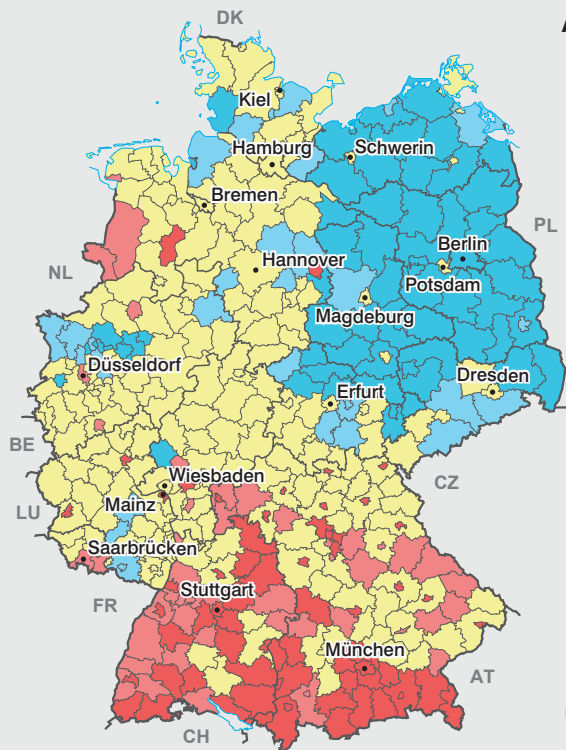 DK
A
Kiel
Hamburg
Schwerin
Bremen
PL
Berlin
Hannover
NL
Potsdam
Magdeburg
Düsseldorf
Dresden
Erfurt
BE
Wiesbaden
CZ
Mainz
LU
Saarbrücken
FR
Stuttgart
München
AT
CH